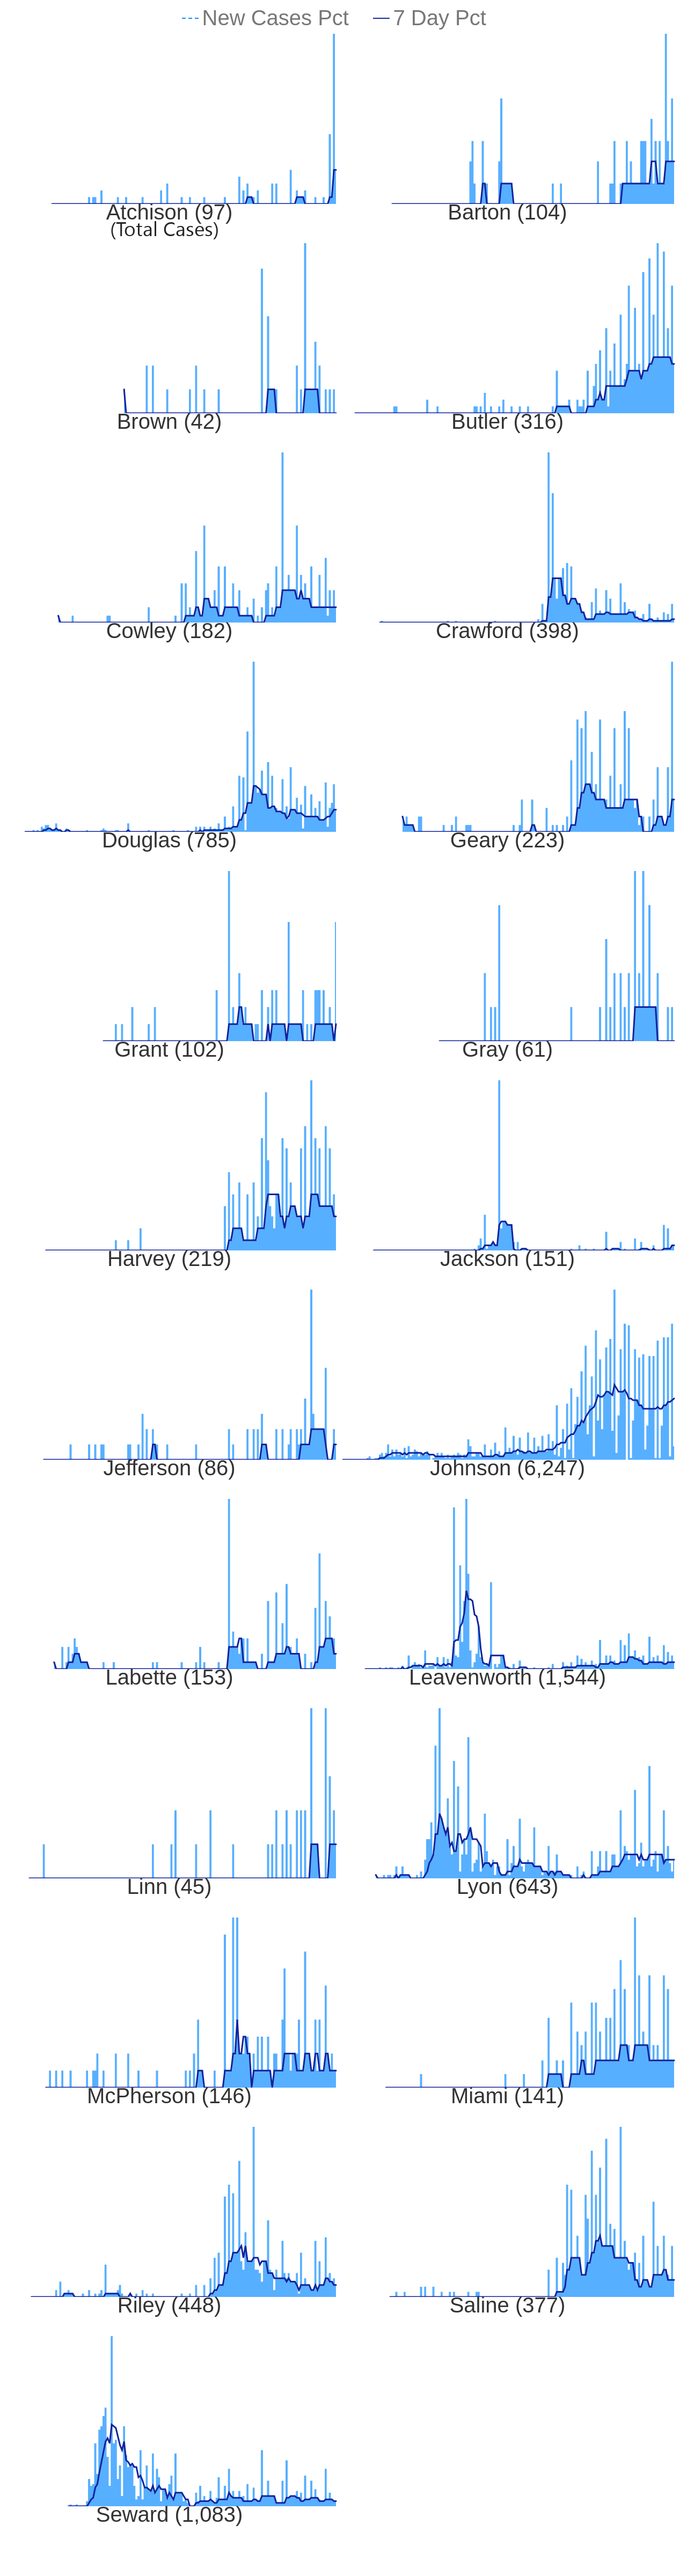 New Cases Pct 7 Day Pct
Atchison (97) Barton (104)
(Total Cases)
Brown (42) Butler (316)
Cowley (182) Crawford (398)
Douglas (785) Geary (223)
Grant (102) Gray (61)
Harvey (219) Jackson (151)
Jefferson (86) Johnson (6,247)
Labette (153) Leavenworth (1,544)
Linn (45) Lyon (643)
McPherson (146) Miami (141)
Riley (448) Saline (377)
Seward (1,083)